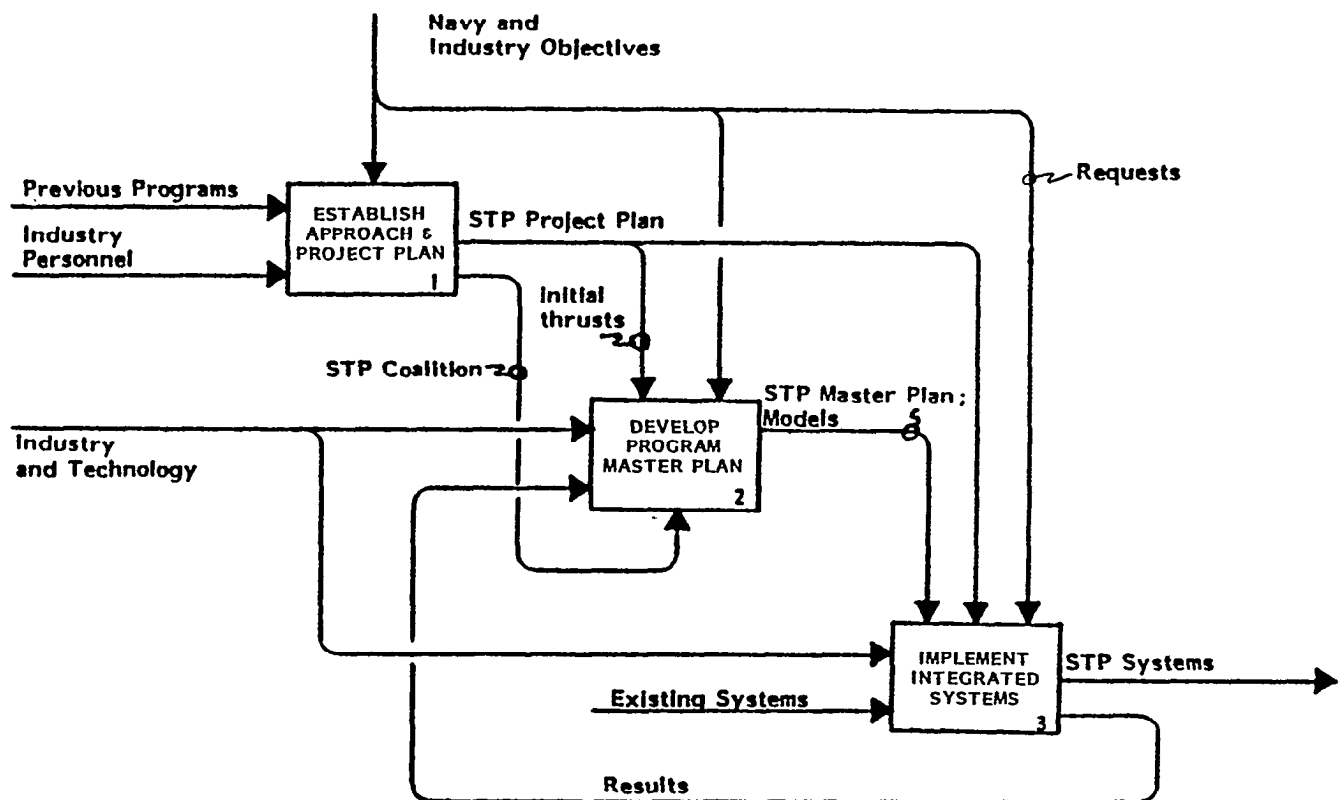 Navy and
Industry Objectives
Requests
Previous Programs
Industry
Personnel
ESTABLISH
APPROACH &
PROJECT PLAN
1
STP Project Plan
Initial
thrusts
STP Coalition
Industry
and Technology
DEVELOP
PROGRAM
MASTER PLAN
2
STP Master Plan;
Models
IMPLEMENT
INTEGRATED
SYSTEMS
3
STP Systems
Existing Systems
Results